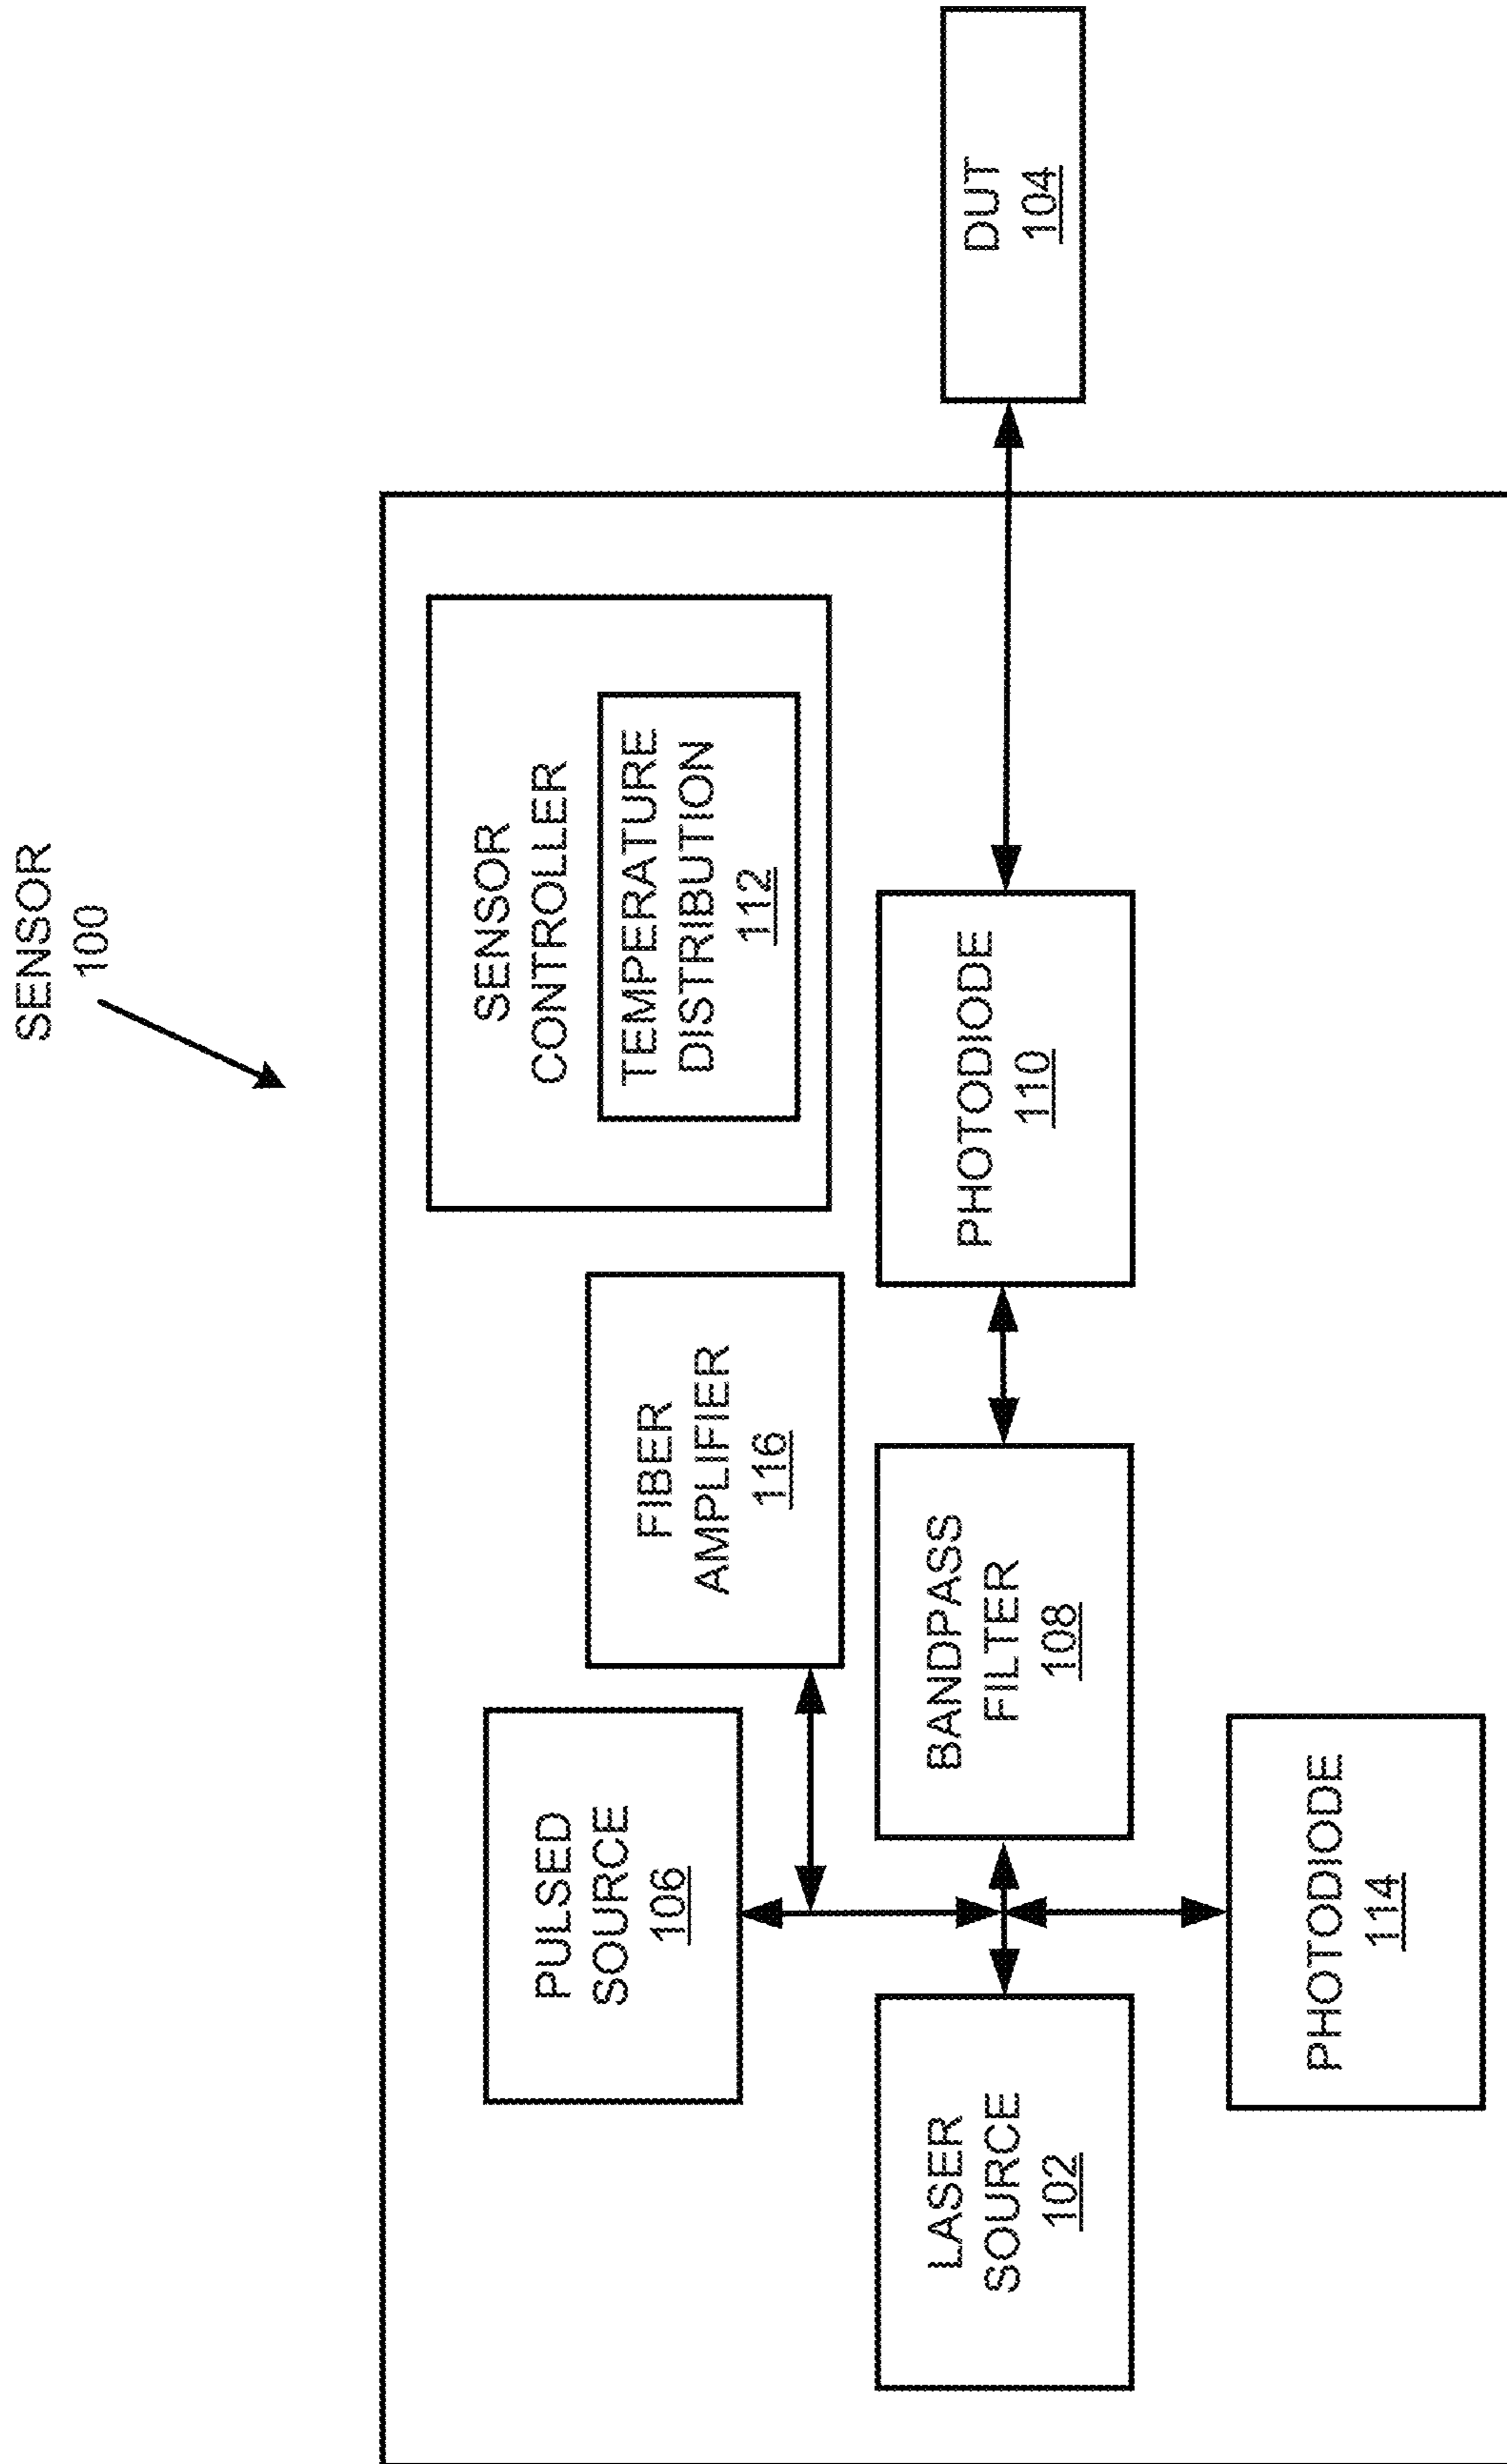 SENSOR
100
SENSOR
CONTROLLER
TEMPERATURE
DISTRIBUTION
112
PULSED
SOURCE
106
FIBER
AMPLIFIER
116
LASER
SOURCE
102
BANDPASS
FILTER
108
PHOTODIODE
110
DUT
104
PHOTODIODE
114